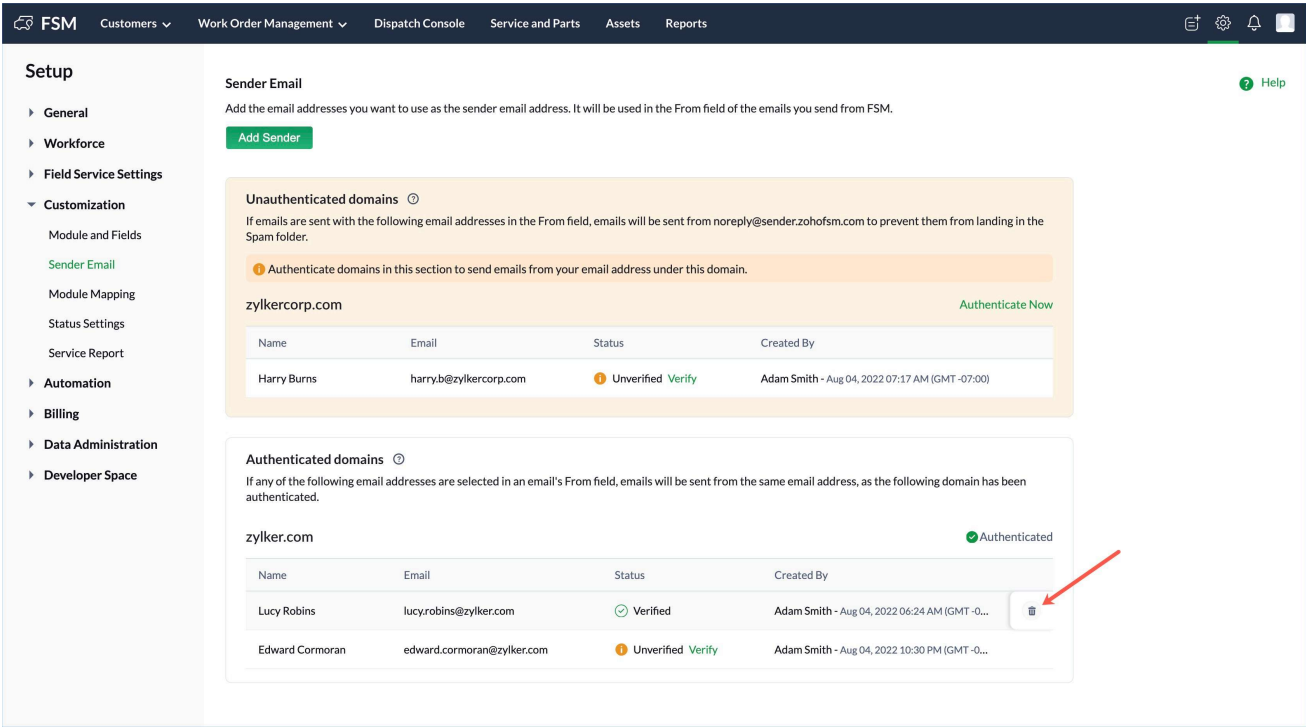 FSM Customers Work Order Management Dispatch Console Service and Parts Assets Reports
Setup
General
Workforce
Field Service Settings
Customization
Module and Fields
Sender Email
Module Mapping
Status Settings
Service Report
Automation
Billing
Data Administration
Developer Space
Sender Email
Help
Add the email addresses you want to use as the sender email address. It will be used in the From field of the emails you send from FSM.
Add Sender
Unauthenticated domains
If emails are sent with the following email addresses in the From field, emails will be sent from noreply@sender.zohofsm.com to prevent them from landing in the
Spam folder.
Authenticate domains in this section to send emails from your email address under this domain.
zylkercorp.com Authenticate Now
Name Email Status Created By
Harry Burns harry.b@zylkercorp.com Unverified Verify Adam Smith - Aug 04, 2022 07:17 AM (GMT -07:00)
Authenticated domains
If any of the following email addresses are selected in an email's From field, emails will be sent from the same email address, as the following domain has been
authenticated.
zylker.com Authenticated
Name Email Status Created By
Lucy Robins lucy.robins@zylker.com Verified Adam Smith - Aug 04, 2022 06:24 AM (GMT -0...
Edward Cormoran edward.cormoran@zylker.com Unverified Verify Adam Smith - Aug 04, 2022 10:30 PM (GMT -0...